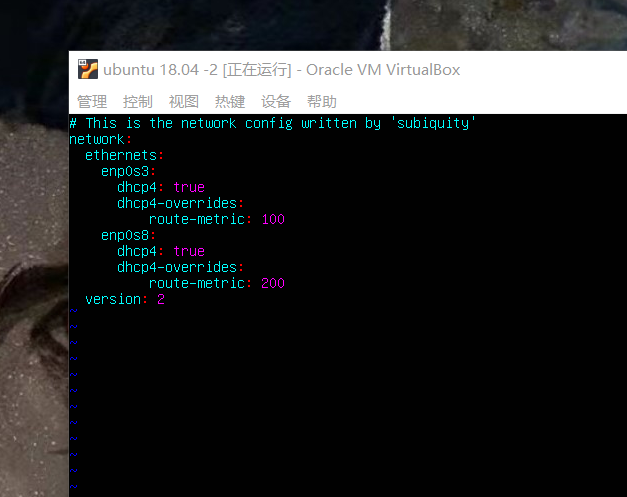 ubuntu 18.04 -2 [正在运行] - Oracle VM VirtualBox
管理 控制 视图 热键 设备 帮助
# This is the network config written by 'subiquity'
network:
  ethernets:
    enp0s3:
      dhcp4: true
      dhcp4-overrides:
          route-metric: 100
    enp0s8:
      dhcp4: true
      dhcp4-overrides:
          route-metric: 200
  version: 2
~
~
~
~
~
~
~
~
~
~
~
~